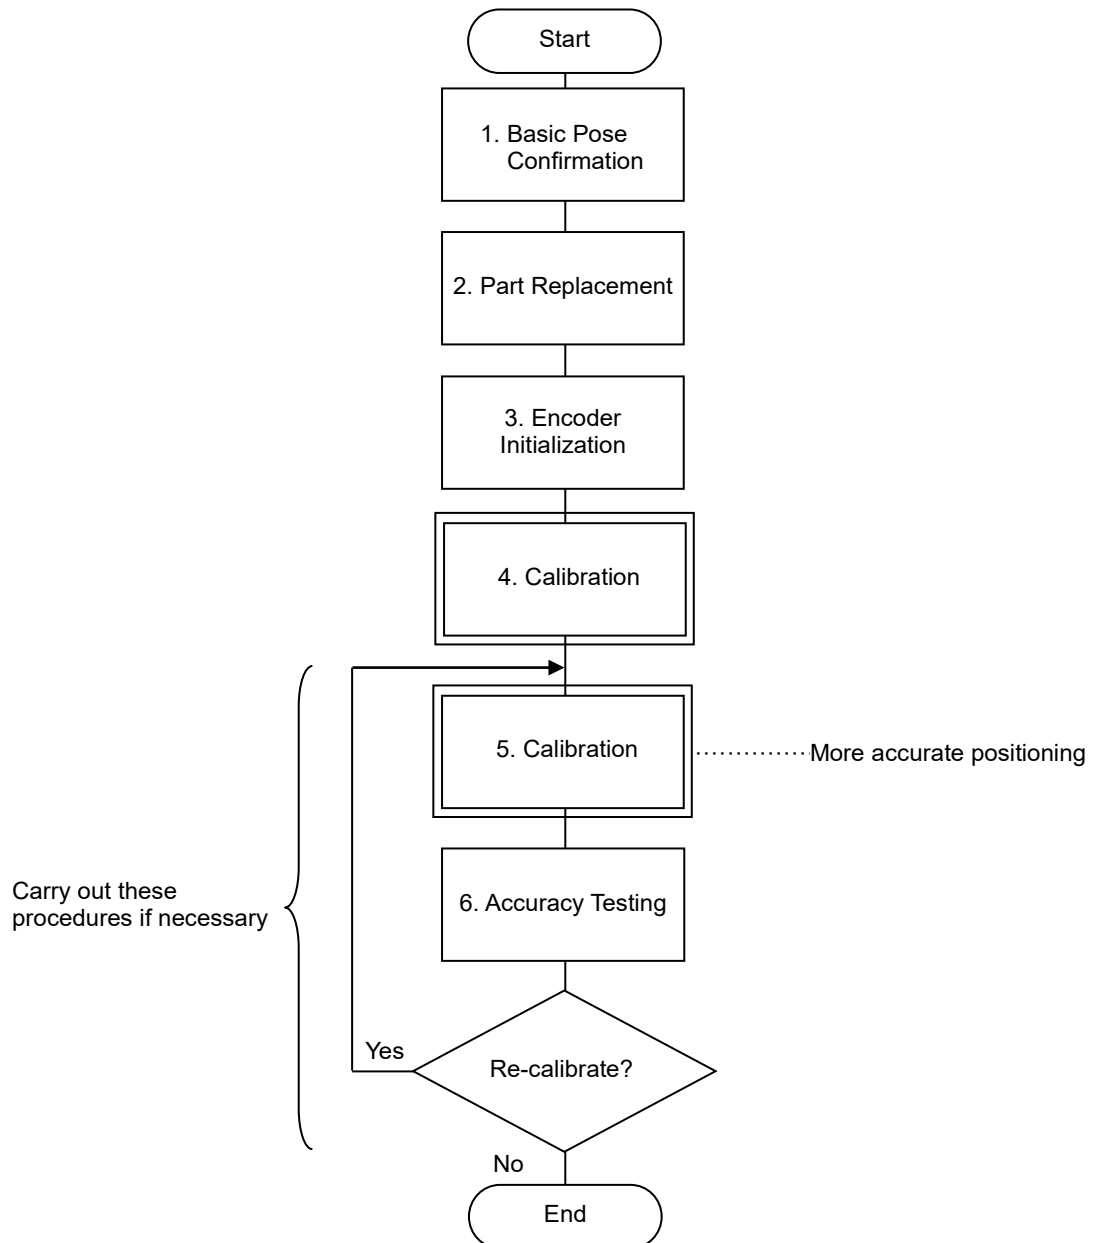 Start
1. Basic Pose
Confirmation
2. Part Replacement
3. Encoder
Initialization
4. Calibration
5. Calibration
More accurate positioning
Carry out these
procedures if necessary
6. Accuracy Testing
Yes
Re-calibrate?
No
End